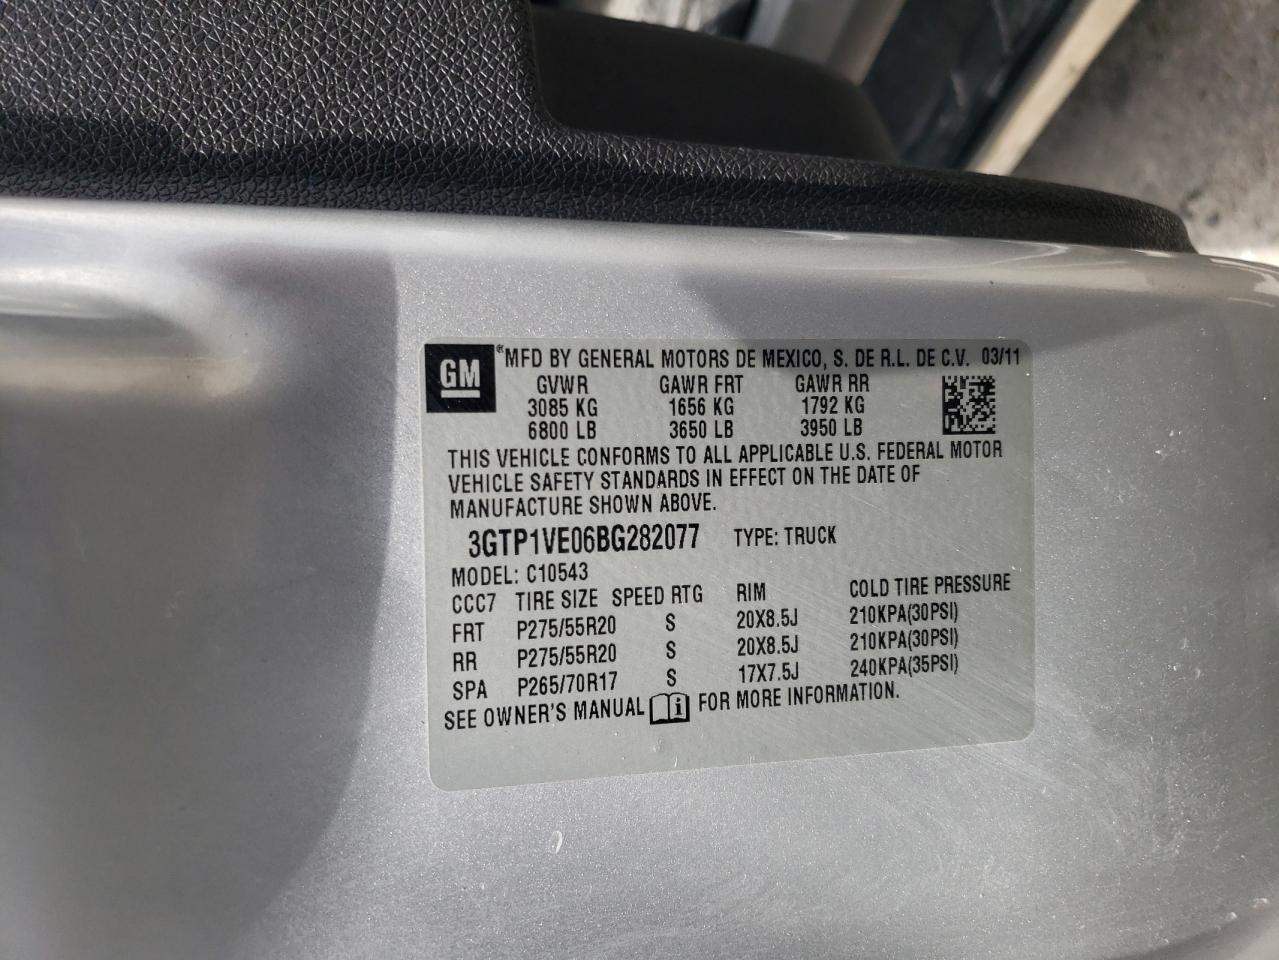 GM ® MFD BY GENERAL MOTORS DE MEXICO, S. DE R.L. DE C.V. 03/11
GVWR GAWR FRT GAWR RR
3085 KG 1656 KG 1792 KG
6800 LB 3650 LB 3950 LB
THIS VEHICLE CONFORMS TO ALL APPLICABLE U.S. FEDERAL MOTOR
VEHICLE SAFETY STANDARDS IN EFFECT ON THE DATE OF
MANUFACTURE SHOWN ABOVE.
3GTP1VE06BG282077 TYPE: TRUCK
MODEL: C10543
CCC7 TIRE SIZE SPEED RTG RIM COLD TIRE PRESSURE
FRT P275/55R20 S 20X8.5J 210KPA(30PSI)
RR P275/55R20 S 20X8.5J 210KPA(30PSI)
SPA P265/70R17 S 17X7.5J 240KPA(35PSI)
SEE OWNER'S MANUAL i FOR MORE INFORMATION.